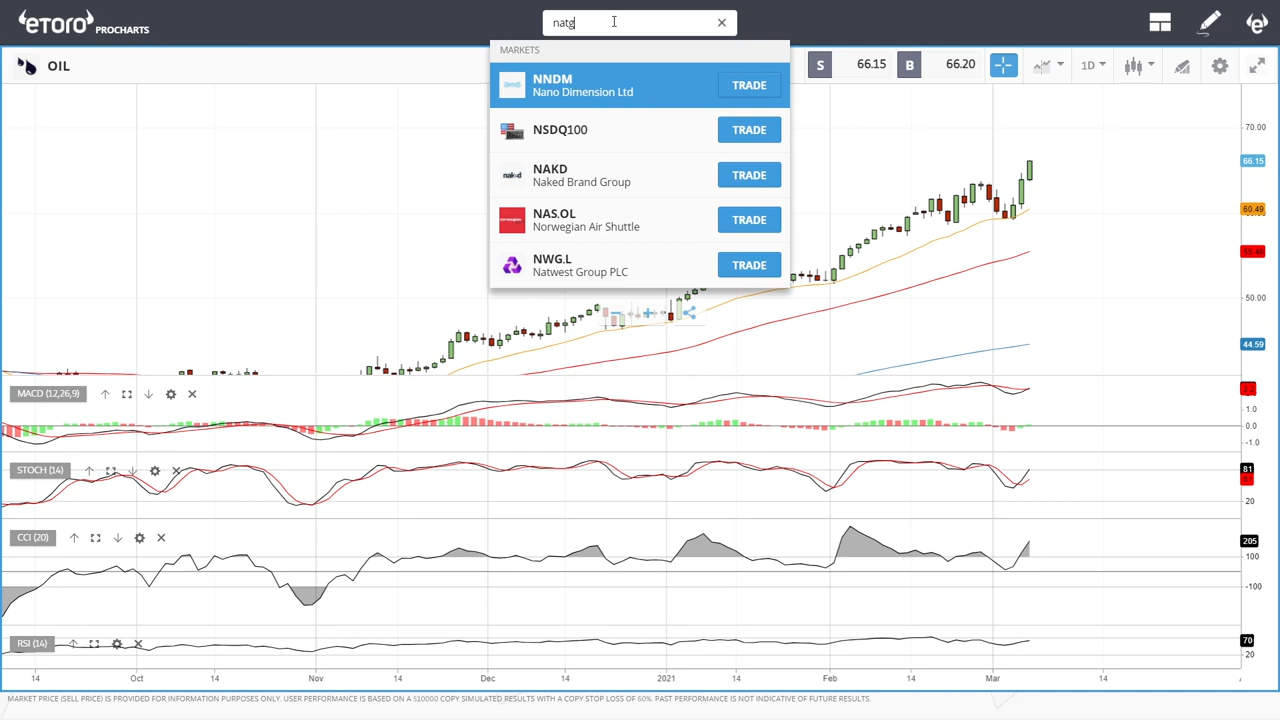 eToro PROCHARTS
natg
MARKETS
NNDM
Nano Dimension Ltd
TRADE
NSDQ100
TRADE
NAKD
Naked Brand Group
TRADE
NAS.OL
Norwegian Air Shuttle
TRADE
NWG.L
Natwest Group PLC
TRADE
OIL
S 66.15 B 66.20
1D
70.00
66.15
60.49
50.00
44.59
MACD (12,26,9)
1.0
0.0
-1.0
STOCH (14)
81
20
CCI (20)
205
100
-100
RSI (14)
70
20
14 Oct 14 Nov 14 Dec 14 2021 14 Feb 14 Mar 14
MARKET PRICE (SELL PRICE) IS PROVIDED FOR INFORMATION PURPOSES ONLY. USER PERFORMANCE IS BASED ON A $10000 COPY SIMULATED RESULTS WITH A COPY STOP LOSS OF 60%. PAST PERFORMANCE IS NOT INDICATIVE OF FUTURE RESULTS.